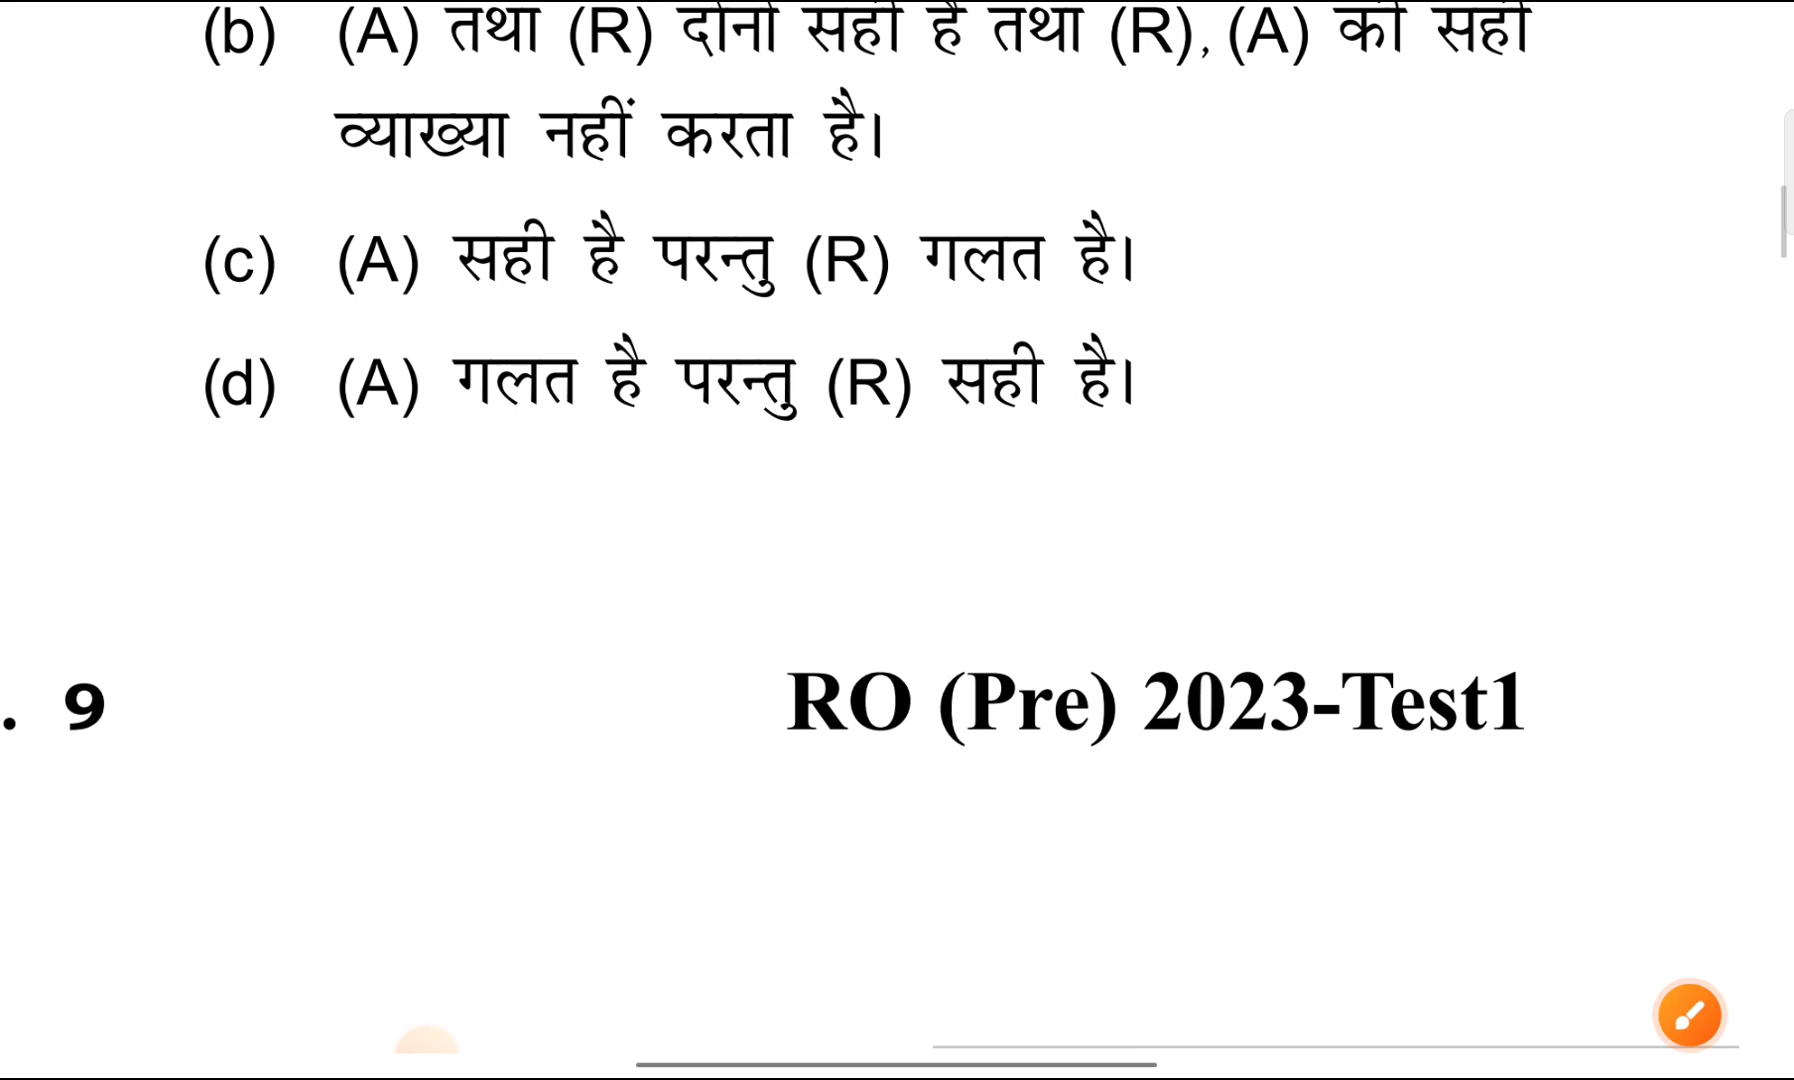 (b) (A) तथा (R) दोनों सही हैं तथा (R), (A) की सही
व्याख्या नहीं करता है।
(c) (A) सही है परन्तु (R) गलत है।
(d) (A) गलत है परन्तु (R) सही है।
. 9 RO (Pre) 2023-Test1